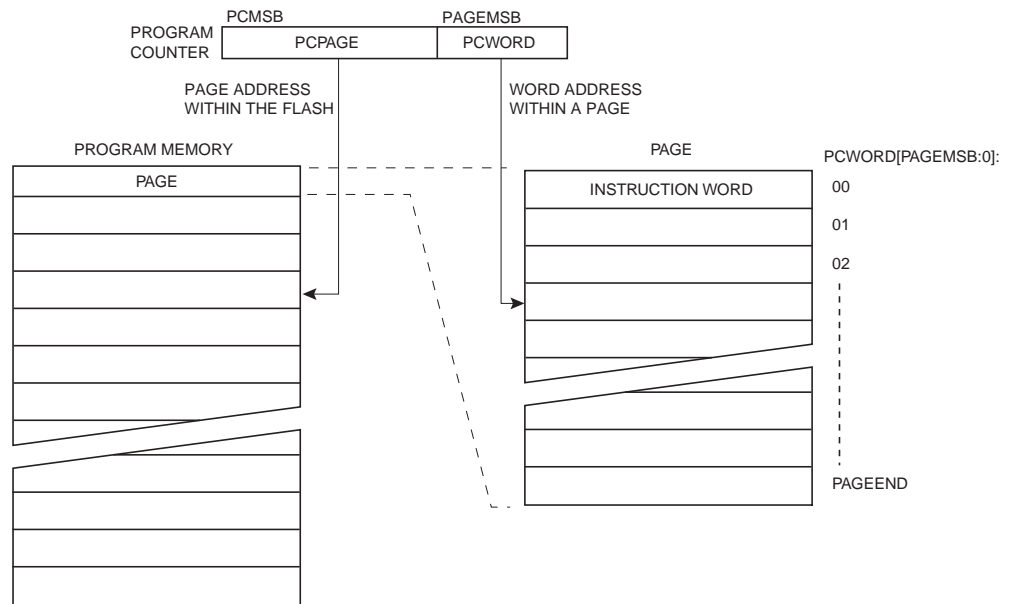 PCMSB
PAGEMSB
PROGRAM
COUNTER
PCPAGE
PCWORD
PAGE ADDRESS
WITHIN THE FLASH
WORD ADDRESS
WITHIN A PAGE
PROGRAM MEMORY
PAGE
PAGE
PCWORD[PAGEMSB:0]:
INSTRUCTION WORD
00
01
02
PAGEEND